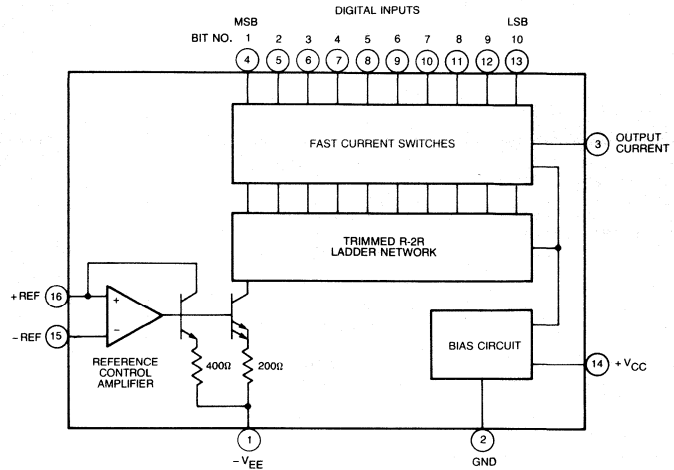 DIGITAL INPUTS
MSB LSB
BIT NO. 1 2 3 4 5 6 7 8 9 10
4 5 6 7 8 9 10 11 12 13
FAST CURRENT SWITCHES
3 OUTPUT
CURRENT
TRIMMED R-2R
LADDER NETWORK
+REF 16
+
-REF 15
−
REFERENCE
CONTROL
AMPLIFIER
400Ω 200Ω
BIAS CIRCUIT
14 +VCC
1 2
-VEE GND